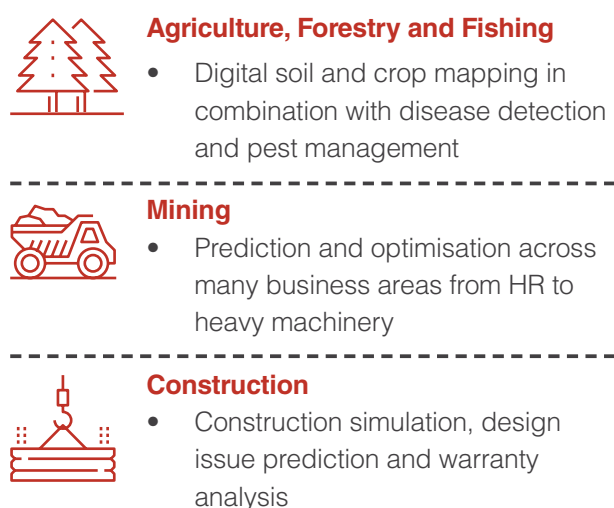 Agriculture, Forestry and Fishing
• Digital soil and crop mapping in
combination with disease detection
and pest management
Mining
• Prediction and optimisation across
many business areas from HR to
heavy machinery
Construction
• Construction simulation, design
issue prediction and warranty
analysis